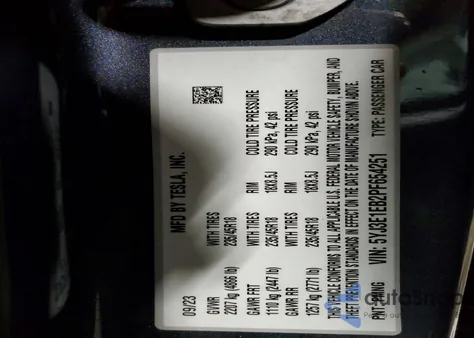 MFD BY TESLA, INC.
09/23
GVWR WITH TIRES RIM COLD TIRE PRESSURE
2207 kg (4866 lb) 235/45R18 18X8.5J 290 kPa, 42 psi
GAWR FRT
1110 kg (2447 lb)
GAWR RR WITH TIRES RIM COLD TIRE PRESSURE
1257 kg (2771 lb) 235/45R18 18X8.5J 290 kPa, 42 psi
THIS VEHICLE CONFORMS TO ALL APPLICABLE U.S. FEDERAL MOTOR VEHICLE SAFETY, BUMPER, AND
THEFT PREVENTION STANDARDS IN EFFECT ON THE DATE OF MANUFACTURE SHOWN ABOVE.
VIN: 5YJ3E1EB2PF654251 TYPE: PASSENGER CAR